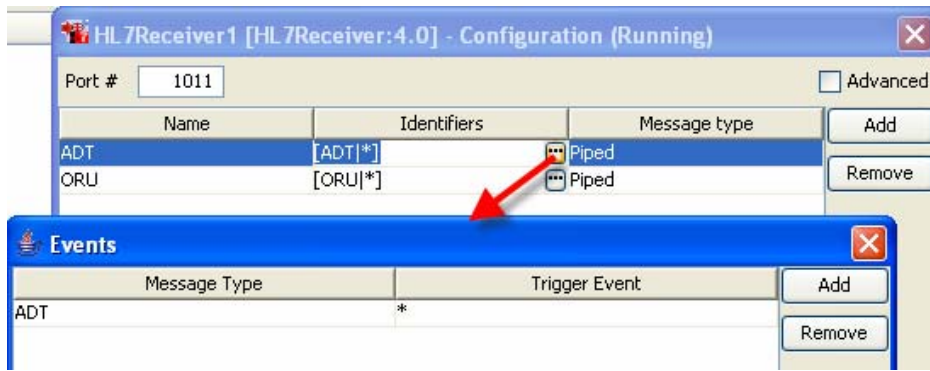 HL7Receiver1 [HL7Receiver:4.0] - Configuration (Running)
Port # 1011 Advanced
Name Identifiers Message type Add
ADT [ADT|*] Piped
ORU [ORU|*] Piped Remove
Events
Message Type Trigger Event Add
ADT *
Remove